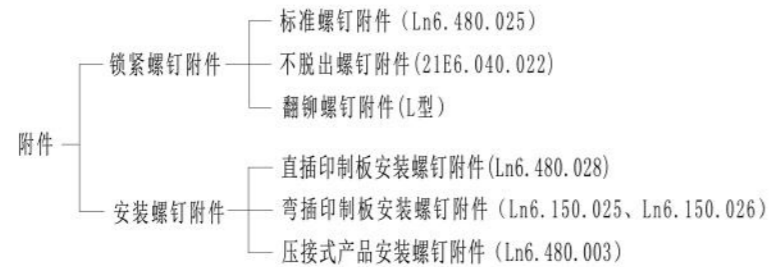 附件
锁紧螺钉附件
标准螺钉附件（Ln6.480.025）
不脱出螺钉附件(21E6.040.022)
翻铆螺钉附件(L型）
安装螺钉附件
直插印制板安装螺钉附件(Ln6.480.028)
弯插印制板安装螺钉附件（Ln6.150.025、Ln6.150.026）
压接式产品安装螺钉附件（Ln6.480.003）